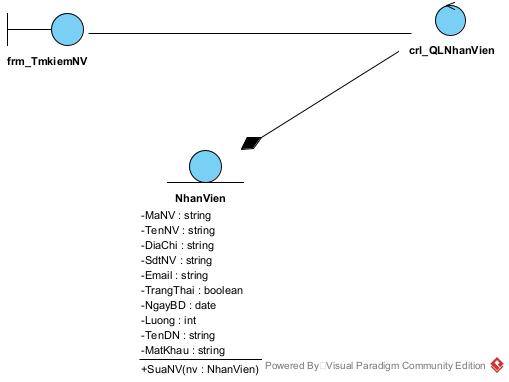 frm_TmkiemNV
crl_QLNhanVien
NhanVien
-MaNV : string
-TenNV : string
-DiaChi : string
-SdtNV : string
-Email : string
-TrangThai : boolean
-NgayBD : date
-Luong : int
-TenDN : string
-MatKhau : string
+SuaNV(nv : NhanVien)
Powered By Visual Paradigm Community Edition